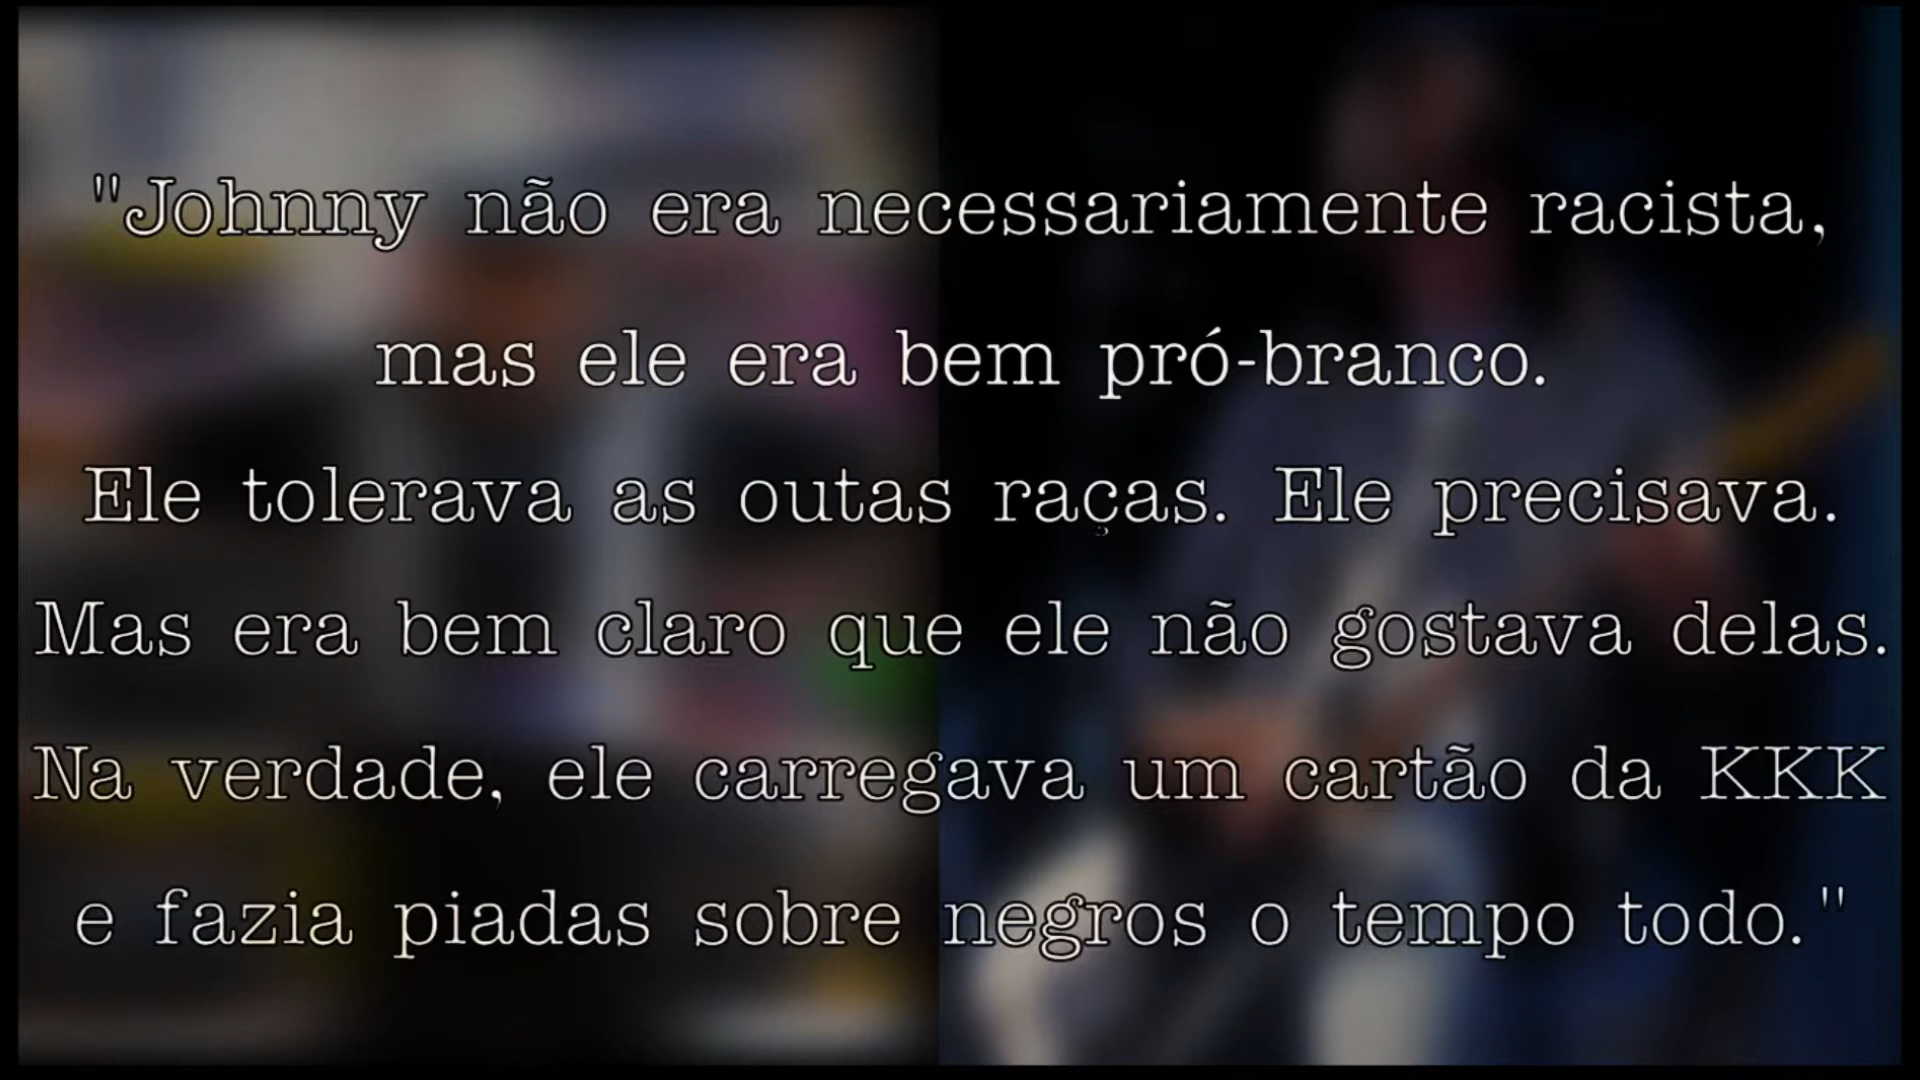 "Johnny não era necessariamente racista,
mas ele era bem pró-branco.
Ele tolerava as outas raças. Ele precisava.
Mas era bem claro que ele não gostava delas.
Na verdade, ele carregava um cartão da KKK
e fazia piadas sobre negros o tempo todo."